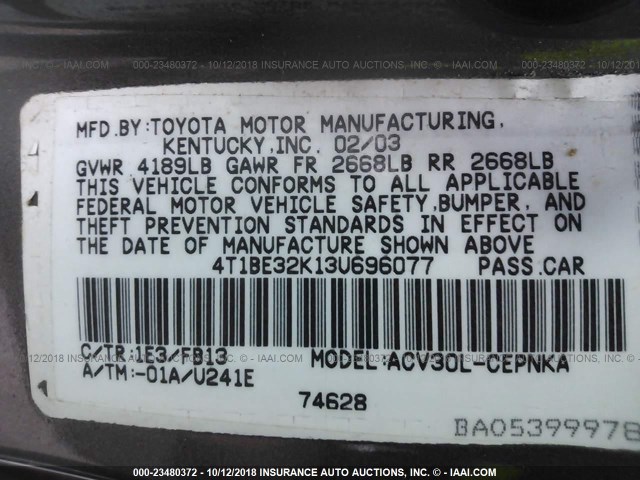 000-23480372 - 10/12/2018 INSURANCE AUTO AUCTIONS, INC. - © - IAAI.COM
MFD.BY:TOYOTA MOTOR MANUFACTURING,
KENTUCKY,INC. 02/03
GVWR 4189LB GAWR FR 2668LB RR 2668LB
THIS VEHICLE CONFORMS TO ALL APPLICABLE
FEDERAL MOTOR VEHICLE SAFETY,BUMPER, AND
THEFT PREVENTION STANDARDS IN EFFECT ON
THE DATE OF MANUFACTURE SHOWN ABOVE
4T1BE32K13U696077 PASS.CAR
C/TR:1E3/FB13 MODEL:ACV30L-CEPNKA
A/TM:-01A/U241E
74628
BA05399978
000-23480372 - 10/12/2018 INSURANCE AUTO AUCTIONS, INC. - © - IAAI.COM